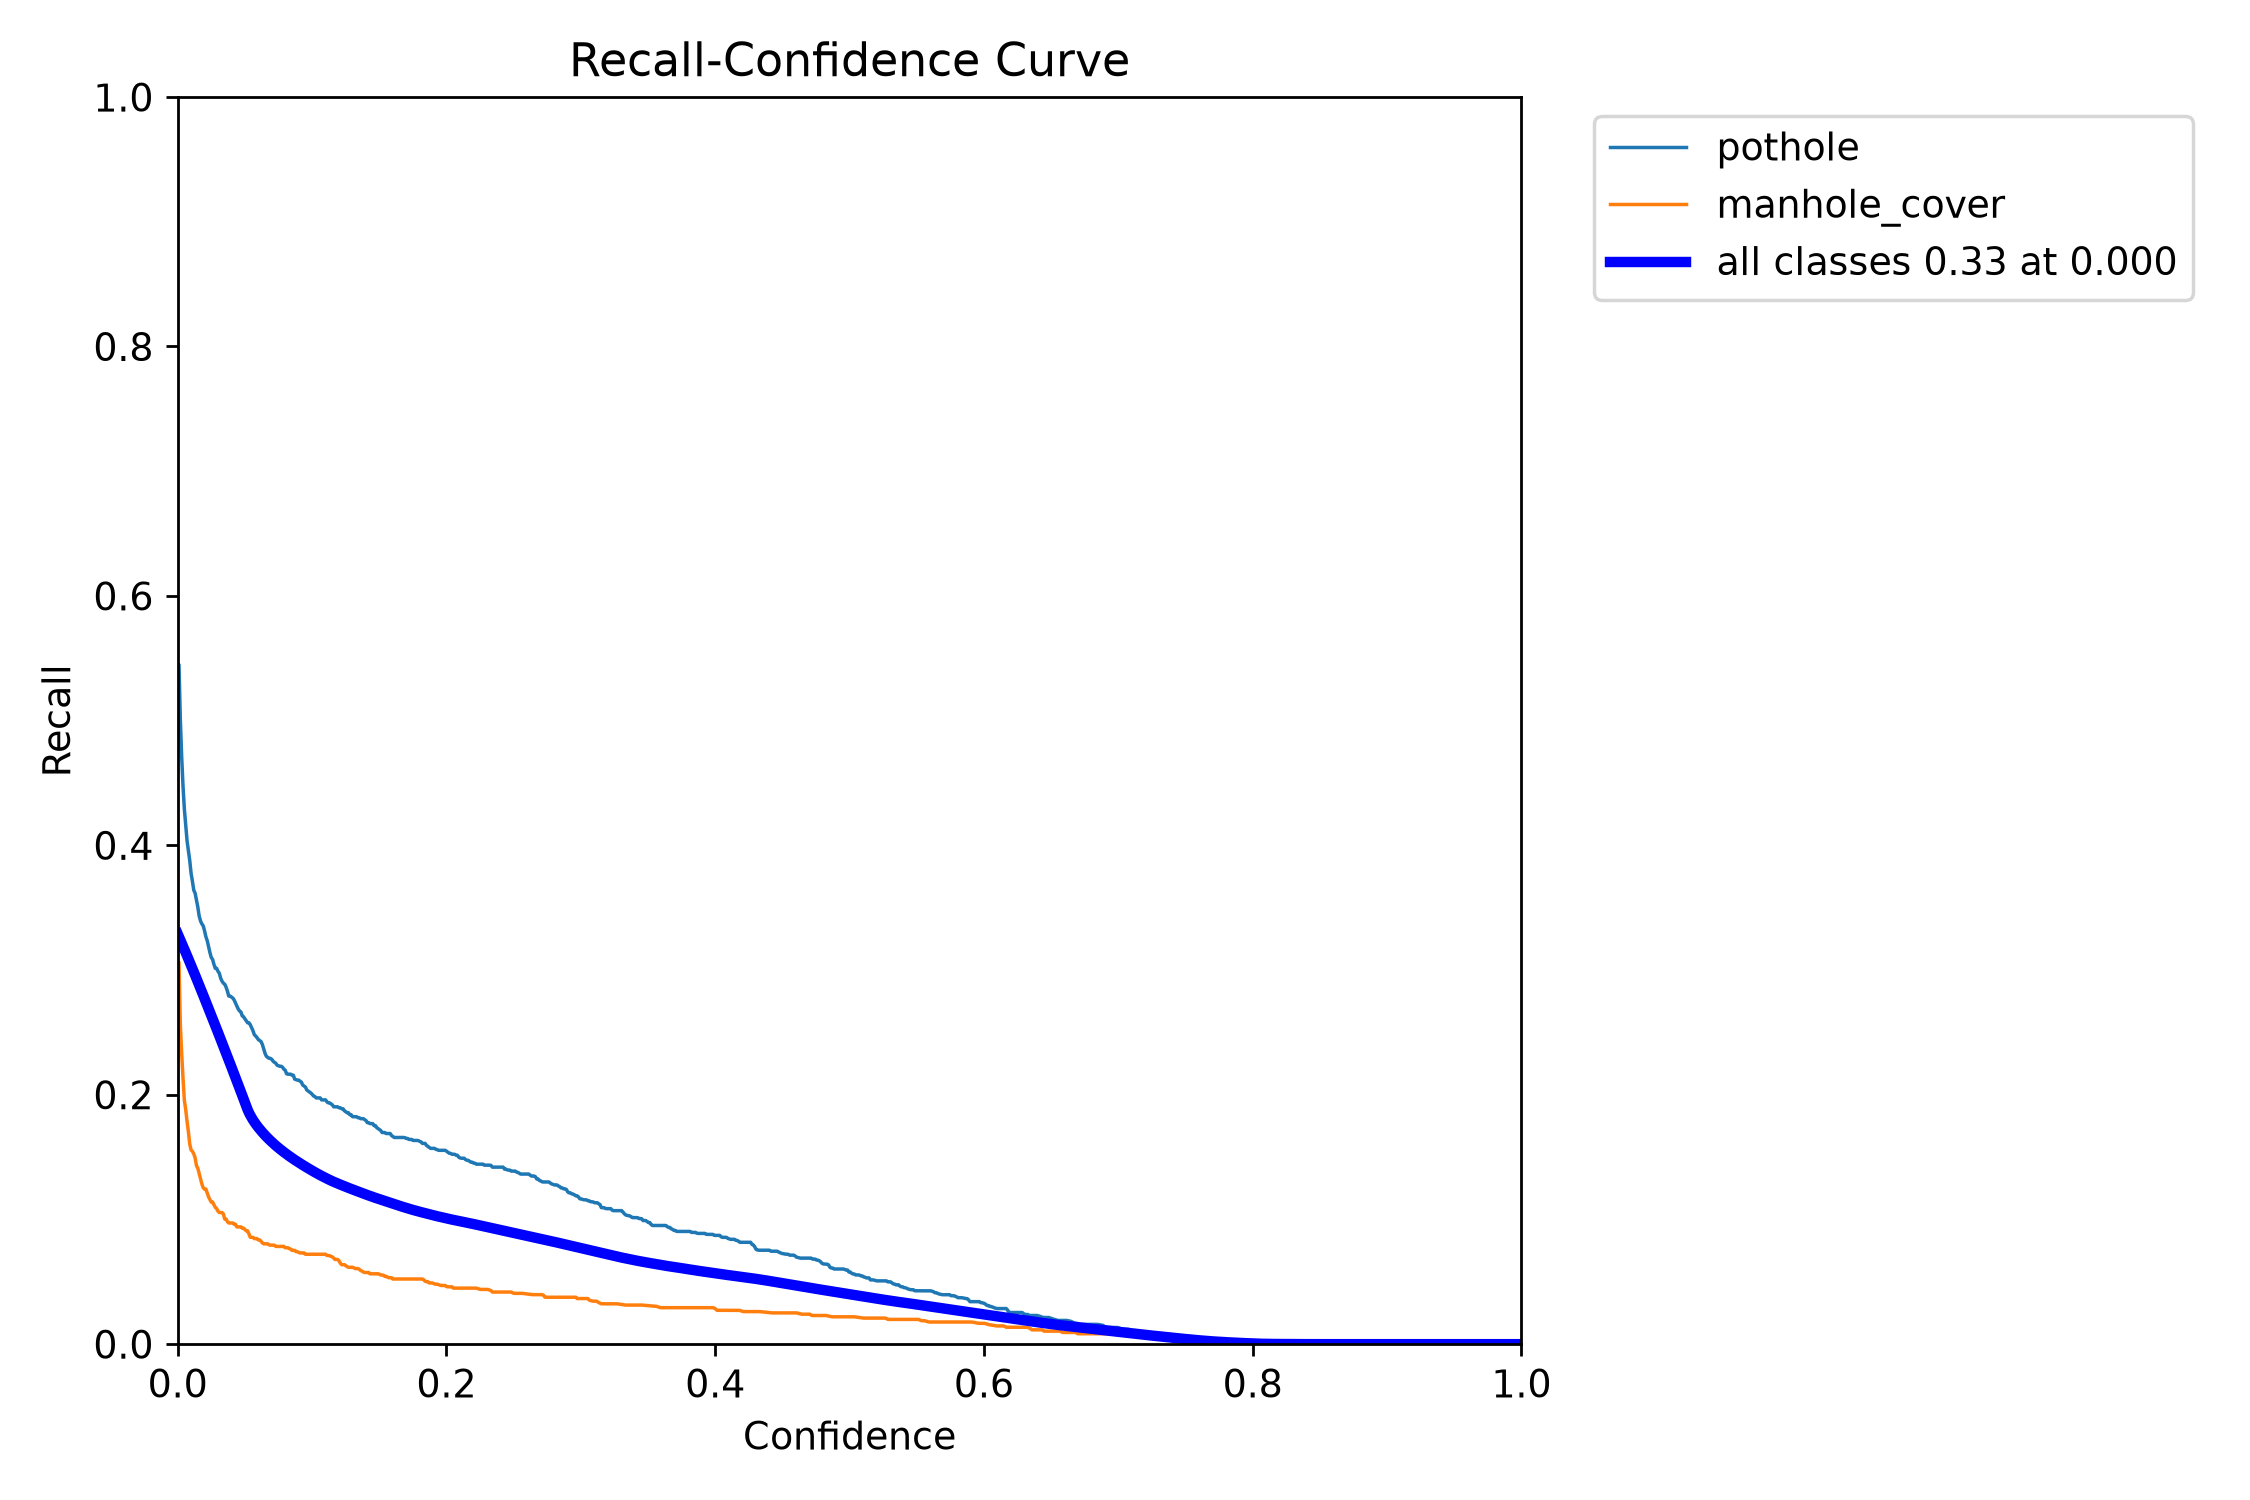 Recall-Confidence Curve
1.0
0.8
0.6
0.4
0.2
0.0
Recall
0.0 0.2 0.4 0.6 0.8 1.0
Confidence
pothole
manhole_cover
all classes 0.33 at 0.000